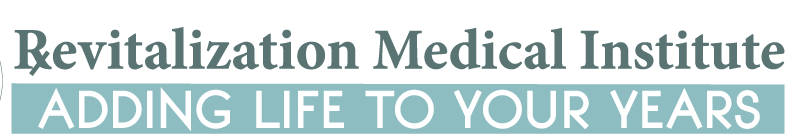 Revitalization Medical Institute
ADDING LIFE TO YOUR YEARS